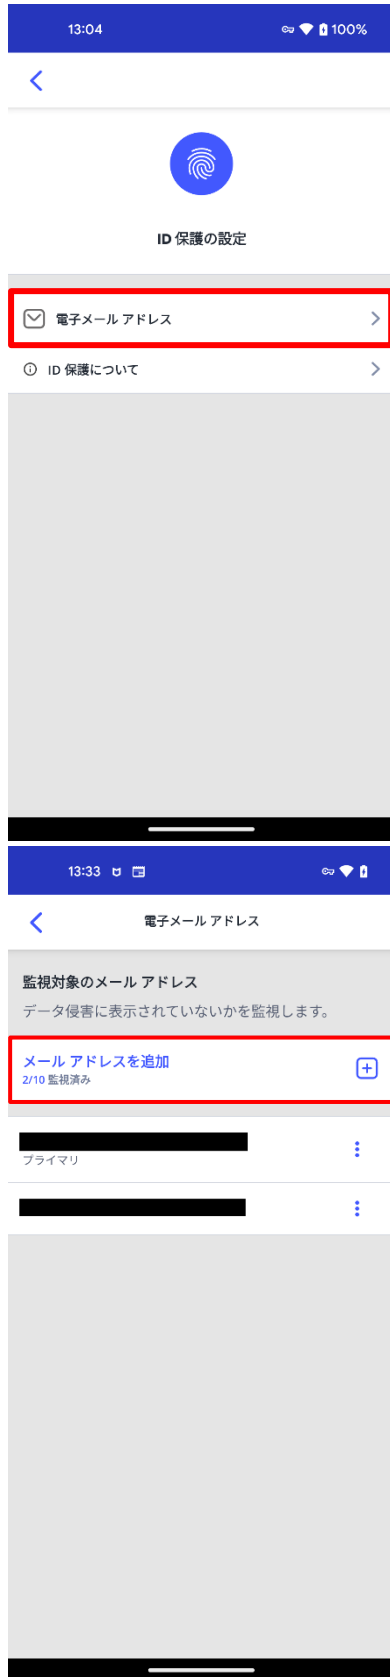 13:04
100%
ID 保護の設定
電子メール アドレス
ID 保護について
13:33
電子メール アドレス
監視対象のメール アドレス
データ侵害に表示されていないかを監視します。
メール アドレスを追加
2/10 監視済み
プライマリ